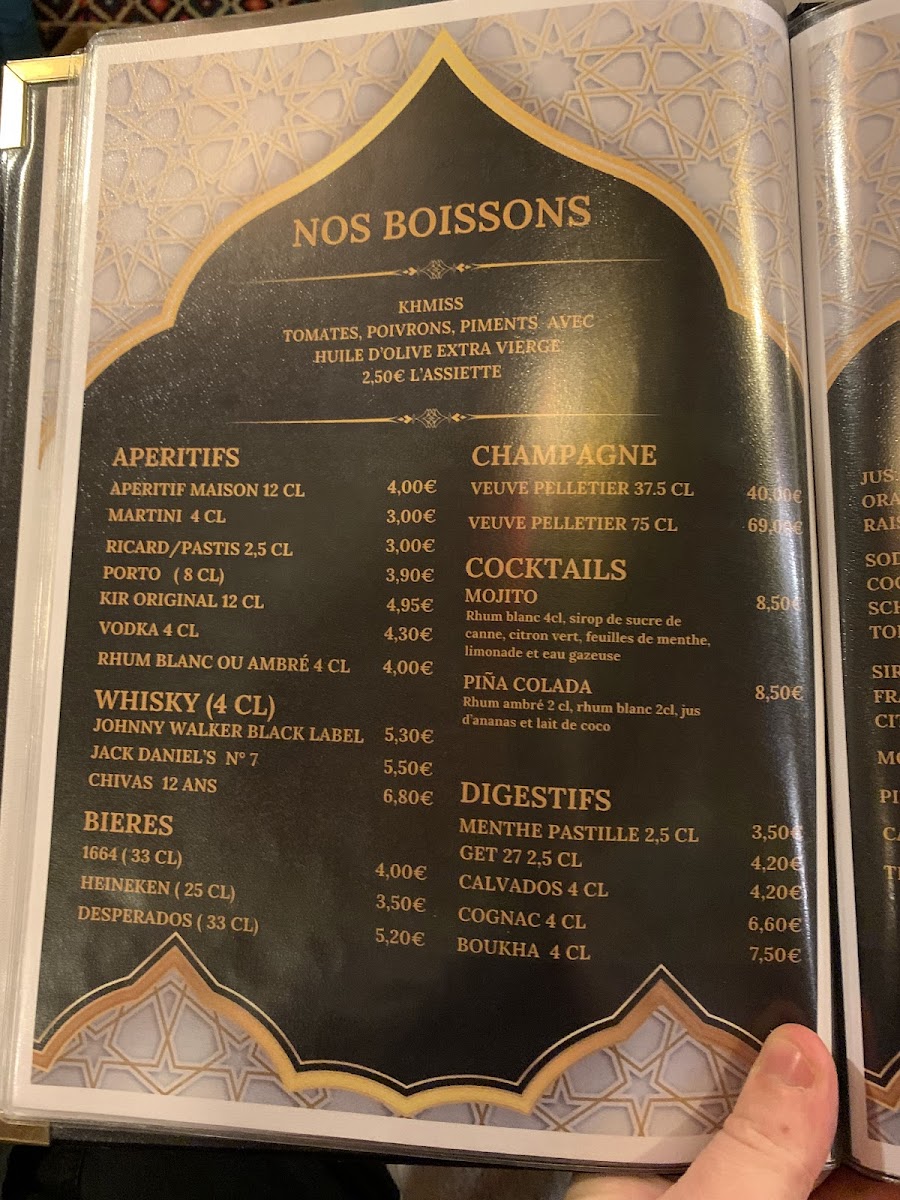 NOS BOISSONS
KHMISS
TOMATES, POIVRONS, PIMENTS AVEC
HUILE D'OLIVE EXTRA VIERGE
2,50€ L'ASSIETTE
APERITIFS
APERITIF MAISON 12 CL 4,00€
MARTINI 4 CL 3,00€
RICARD/PASTIS 2,5 CL 3,00€
PORTO ( 8 CL) 3,90€
KIR ORIGINAL 12 CL 4,95€
VODKA 4 CL 4,30€
RHUM BLANC OU AMBRÉ 4 CL 4,00€
WHISKY (4 CL)
JOHNNY WALKER BLACK LABEL 5,30€
JACK DANIEL'S N° 7 5,50€
CHIVAS 12 ANS 6,80€
BIERES
1664 ( 33 CL) 4,00€
HEINEKEN ( 25 CL) 3,50€
DESPERADOS ( 33 CL) 5,20€
CHAMPAGNE
VEUVE PELLETIER 37.5 CL 40,00€
VEUVE PELLETIER 75 CL 69,00€
COCKTAILS
MOJITO 8,50€
Rhum blanc 4cl, sirop de sucre de
canne, citron vert, feuilles de menthe,
limonade et eau gazeuse
PIÑA COLADA 8,50€
Rhum ambré 2 cl, rhum blanc 2cl, jus
d'ananas et lait de coco
DIGESTIFS
MENTHE PASTILLE 2,5 CL 3,50€
GET 27 2,5 CL 4,20€
CALVADOS 4 CL 4,20€
COGNAC 4 CL 6,60€
BOUKHA 4 CL 7,50€
JUS: